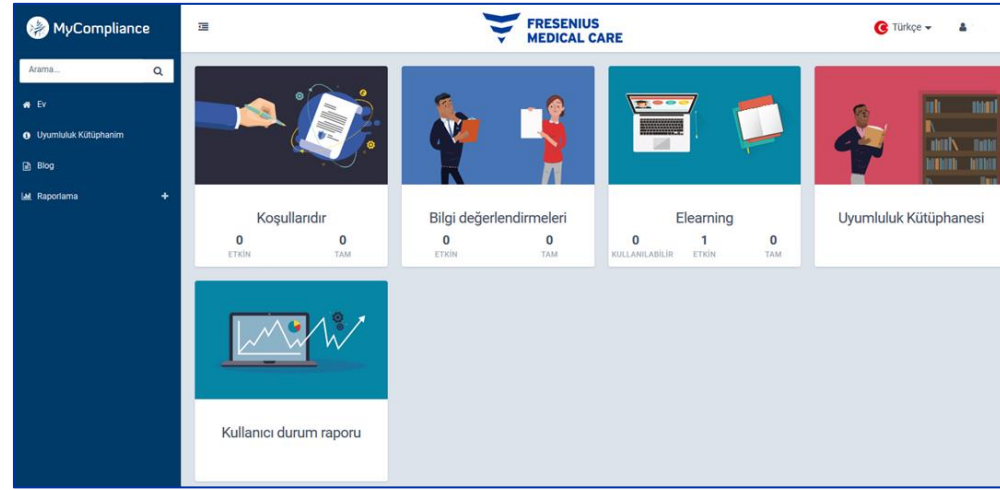 MyCompliance
FRESENIUS
MEDICAL CARE
Türkçe
Arama...
Ev
Uyumluluk Kütüphanim
Blog
Raporlama
Koşullarıdır
0 0
ETKİN TAM
Bilgi değerlendirmeleri
0 0
ETKİN TAM
Elearning
0 1 0
KULLANILABİLİR ETKİN TAM
Uyumluluk Kütüphanesi
Kullanıcı durum raporu